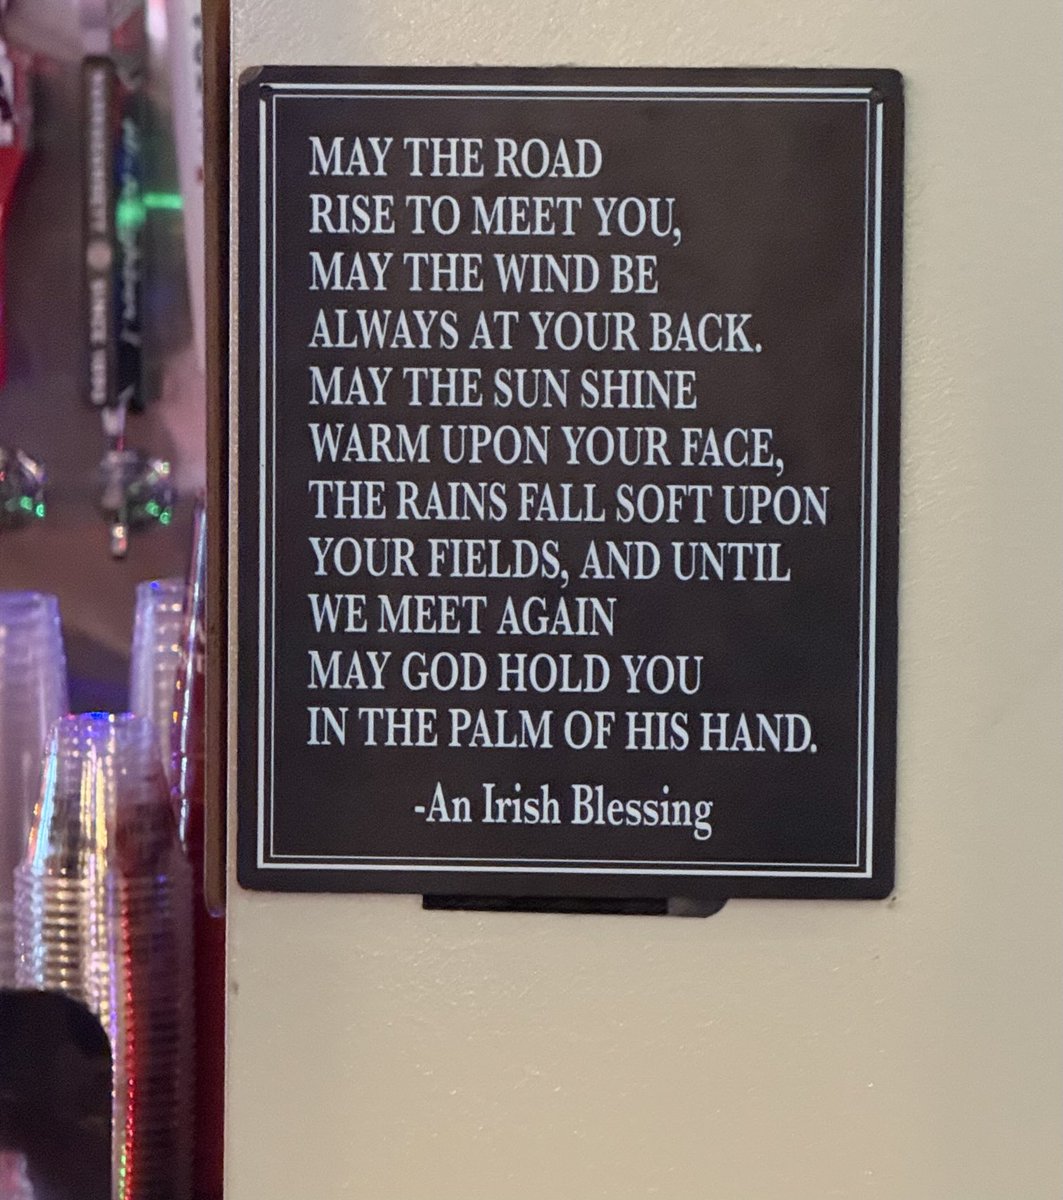 MAY THE ROAD
RISE TO MEET YOU,
MAY THE WIND BE
ALWAYS AT YOUR BACK.
MAY THE SUN SHINE
WARM UPON YOUR FACE,
THE RAINS FALL SOFT UPON
YOUR FIELDS, AND UNTIL
WE MEET AGAIN
MAY GOD HOLD YOU
IN THE PALM OF HIS HAND.
-An Irish Blessing